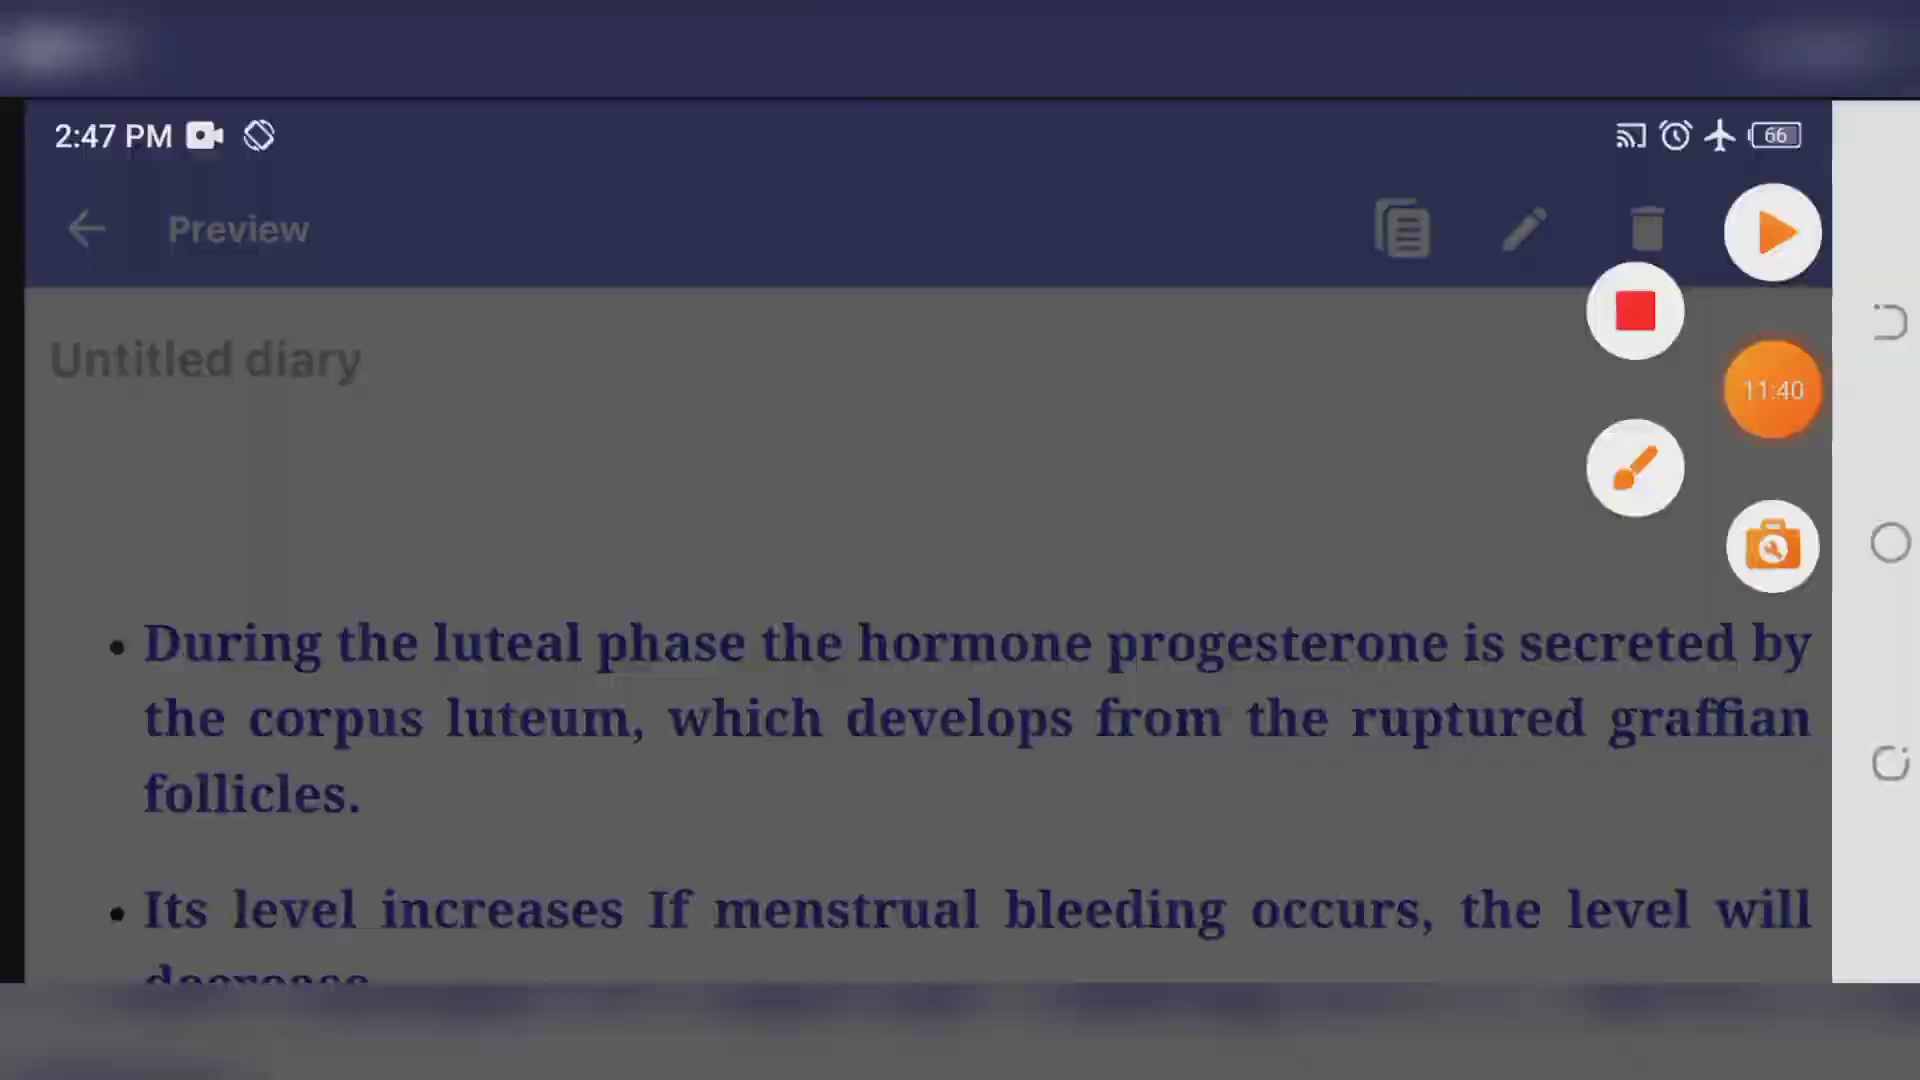 2:47 PM
66
Preview
11:40
Untitled diary
• During the luteal phase the hormone progesterone is secreted by
the corpus luteum, which develops from the ruptured graffian
follicles.
• Its level increases If menstrual bleeding occurs, the level will
decrease